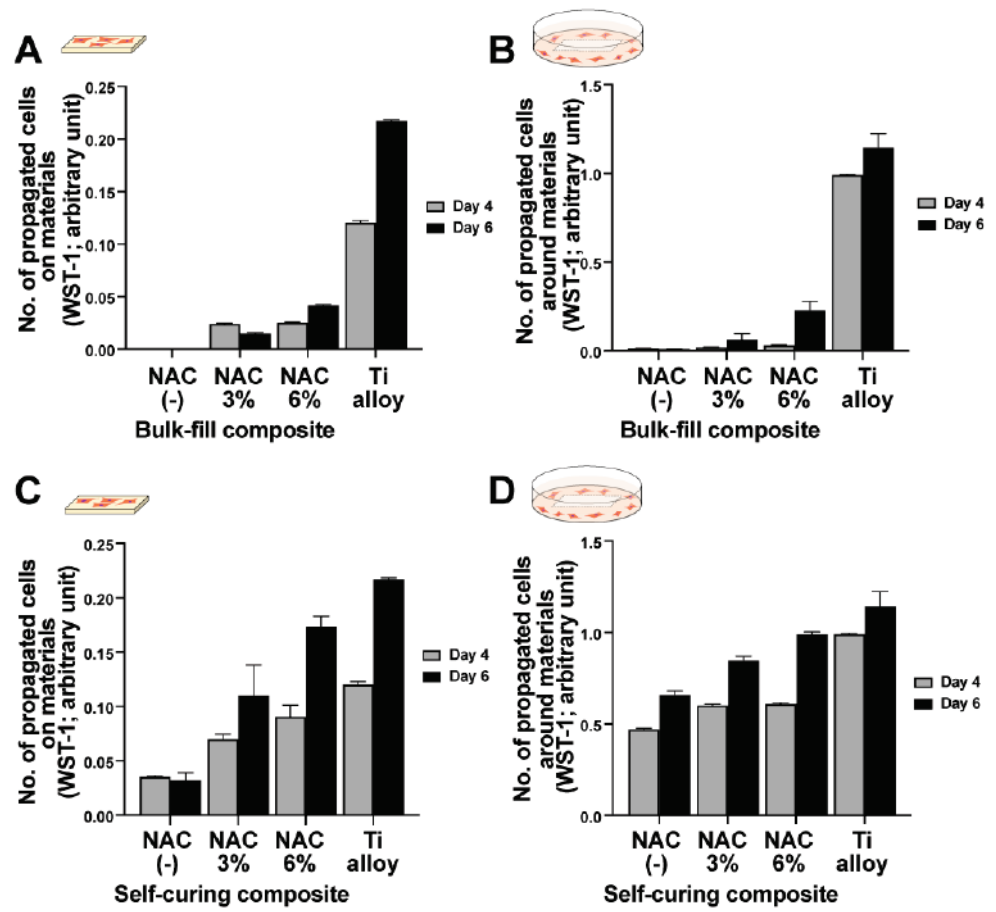 A
No. of propagated cells
on materials
(WST-1; arbitrary unit)
0.25
0.20
0.15
0.10
0.05
0.00
NAC NAC NAC Ti
(-) 3% 6% alloy
Bulk-fill composite
Day 4
Day 6
B
No. of propagated cells
around materials
(WST-1; arbitrary unit)
1.5
1.0
0.5
0.0
NAC NAC NAC Ti
(-) 3% 6% alloy
Bulk-fill composite
Day 4
Day 6
C
No. of propagated cells
on materials
(WST-1; arbitrary unit)
0.25
0.20
0.15
0.10
0.05
0.00
NAC NAC NAC Ti
(-) 3% 6% alloy
Self-curing composite
Day 4
Day 6
D
No. of propagated cells
around materials
(WST-1; arbitrary unit)
1.5
1.0
0.5
0.0
NAC NAC NAC Ti
(-) 3% 6% alloy
Self-curing composite
Day 4
Day 6